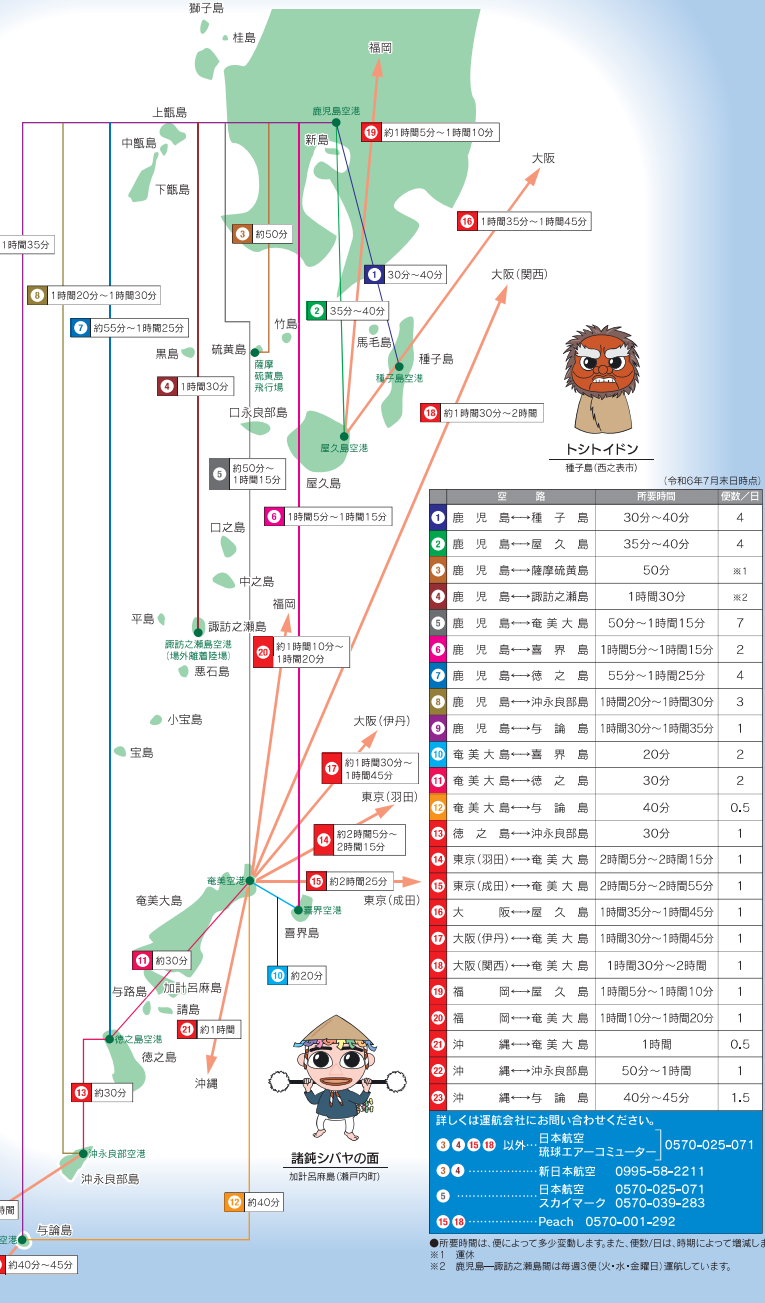 獅子島
桂島
福岡
上甑島
鹿児島空港
中甑島
新島
⑲ 約1時間5分～1時間10分
下甑島
大阪
⑯ 1時間35分～1時間45分
③ 約50分
1時間35分
① 30分～40分
大阪(関西)
⑧ 1時間20分～1時間30分
② 35分～40分
⑦ 約55分～1時間25分
竹島
馬毛島
黒島
硫黄島
種子島
薩摩
硫黄島
飛行場
種子島空港
④ 1時間30分
口永良部島
⑱ 約1時間30分～2時間
屋久島空港
トシトイドン
種子島(西之表市)
⑤ 約50分～
1時間15分
屋久島
⑥ 1時間5分～1時間15分
口之島
中之島
福岡
平島
諏訪之瀬島
諏訪之瀬島空港
(場外離着陸場)
⑳ 約1時間10分～
1時間20分
悪石島
小宝島
大阪(伊丹)
宝島
⑰ 約1時間30分～
1時間45分
東京(羽田)
⑭ 約2時間5分～
2時間15分
奄美空港
⑮ 約2時間25分
東京(成田)
奄美大島
喜界空港
喜界島
⑪ 約30分
⑩ 約20分
与路島
加計呂麻島
請島
㉑ 約1時間
徳之島空港
徳之島
沖縄
⑬ 約30分
沖永良部空港
沖永良部島
諸鈍シバヤの面
加計呂麻島(瀬戸内町)
⑫ 約40分
時間
与論島
空港
約40分～45分
(令和6年7月末日時点)
空路 所要時間 便数／日
① 鹿児島⟷種子島 30分～40分 4
② 鹿児島⟷屋久島 35分～40分 4
③ 鹿児島⟷薩摩硫黄島 50分 ※1
④ 鹿児島⟷諏訪之瀬島 1時間30分 ※2
⑤ 鹿児島⟷奄美大島 50分～1時間15分 7
⑥ 鹿児島⟷喜界島 1時間5分～1時間15分 2
⑦ 鹿児島⟷徳之島 55分～1時間25分 4
⑧ 鹿児島⟷沖永良部島 1時間20分～1時間30分 3
⑨ 鹿児島⟷与論島 1時間30分～1時間35分 1
⑩ 奄美大島⟷喜界島 20分 2
⑪ 奄美大島⟷徳之島 30分 2
⑫ 奄美大島⟷与論島 40分 0.5
⑬ 徳之島⟷沖永良部島 30分 1
⑭ 東京(羽田)⟷奄美大島 2時間5分～2時間15分 1
⑮ 東京(成田)⟷奄美大島 2時間5分～2時間55分 1
⑯ 大阪⟷屋久島 1時間35分～1時間45分 1
⑰ 大阪(伊丹)⟷奄美大島 1時間30分～1時間45分 1
⑱ 大阪(関西)⟷奄美大島 1時間30分～2時間 1
⑲ 福岡⟷屋久島 1時間5分～1時間10分 1
⑳ 福岡⟷奄美大島 1時間10分～1時間20分 1
㉑ 沖縄⟷奄美大島 1時間 0.5
㉒ 沖縄⟷沖永良部島 50分～1時間 1
㉓ 沖縄⟷与論島 40分～45分 1.5
詳しくは運航会社にお問い合わせください。
③④⑮⑱ 以外…日本航空
琉球エアーコミューター 0570-025-071
③④………………新日本航空 0995-58-2211
⑤………………日本航空 0570-025-071
スカイマーク 0570-039-283
⑮⑱………………Peach 0570-001-292
●所要時間は、便によって多少変動します。また、便数/日は、時期によって増減しま
※1 運休
※2 鹿児島―諏訪之瀬島間は毎週3便(火・水・金曜日)運航しています。